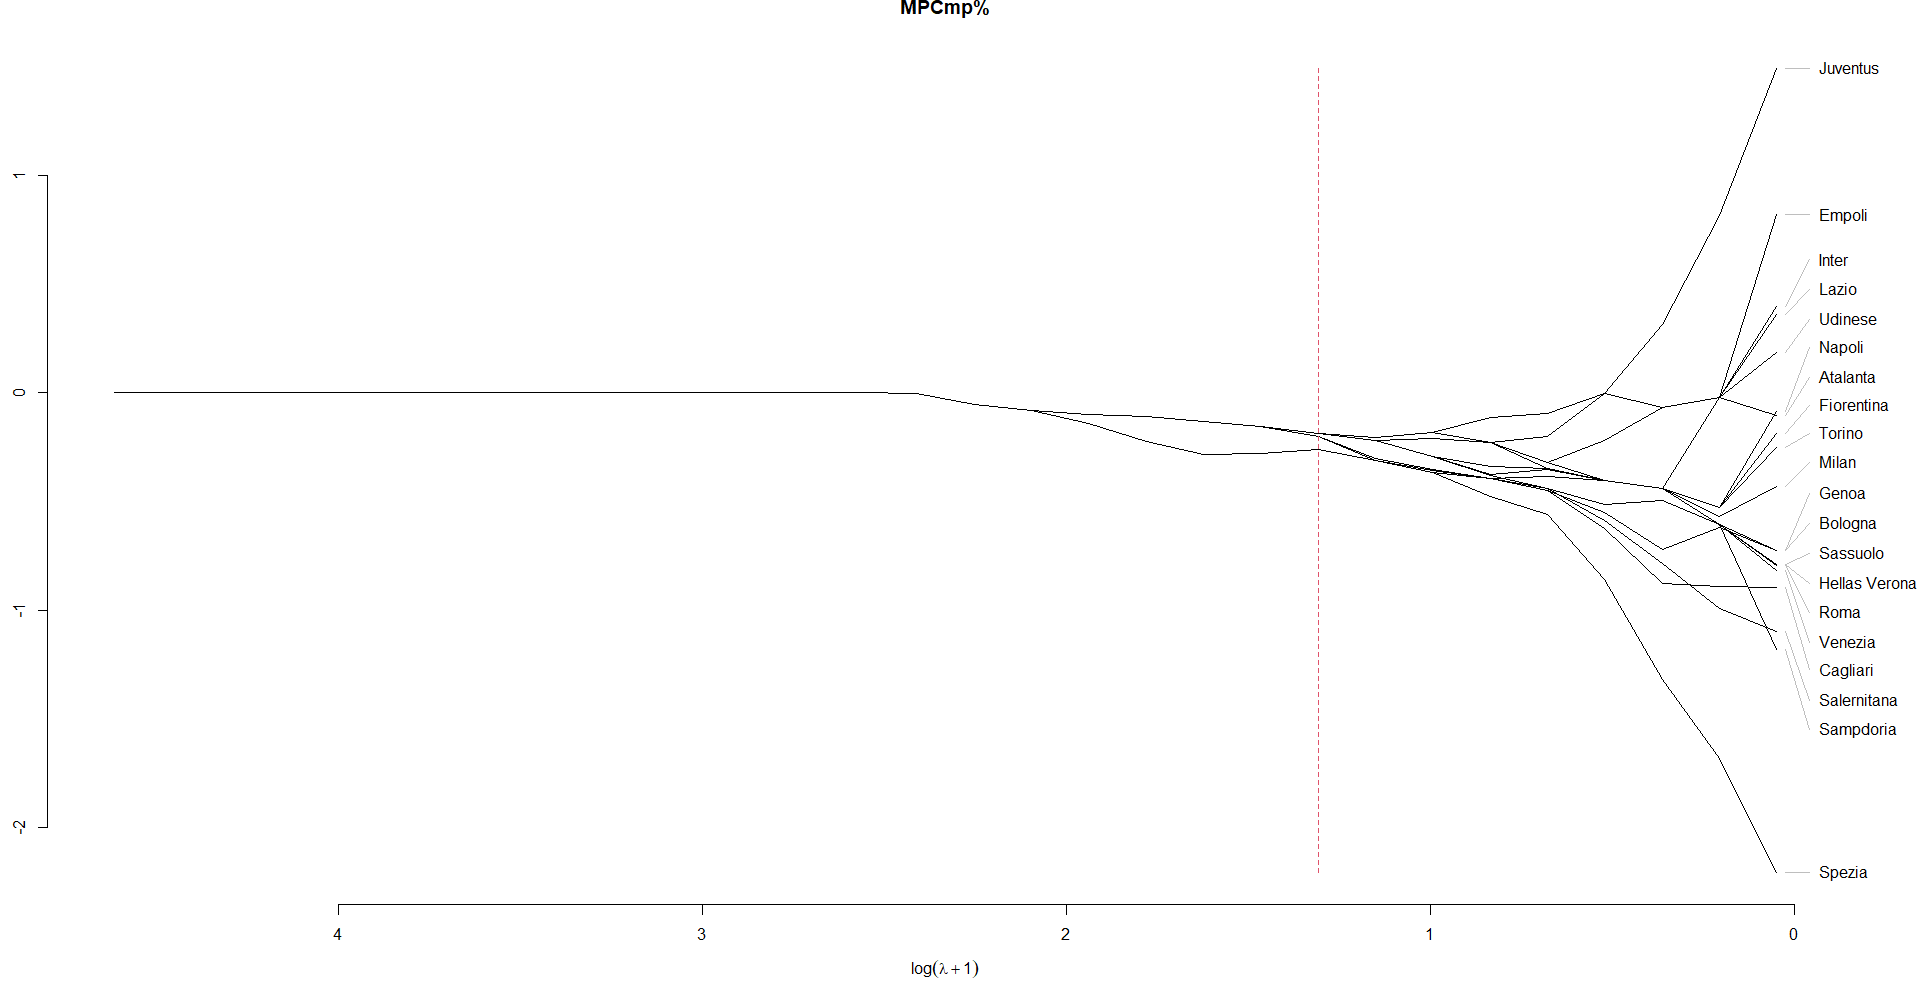 MPCmp%
1
0
-1
-2
Juventus
Empoli
Inter
Lazio
Udinese
Napoli
Atalanta
Fiorentina
Torino
Milan
Genoa
Bologna
Sassuolo
Hellas Verona
Roma
Venezia
Cagliari
Salernitana
Sampdoria
Spezia
4 3 2 1 0
log(λ+1)